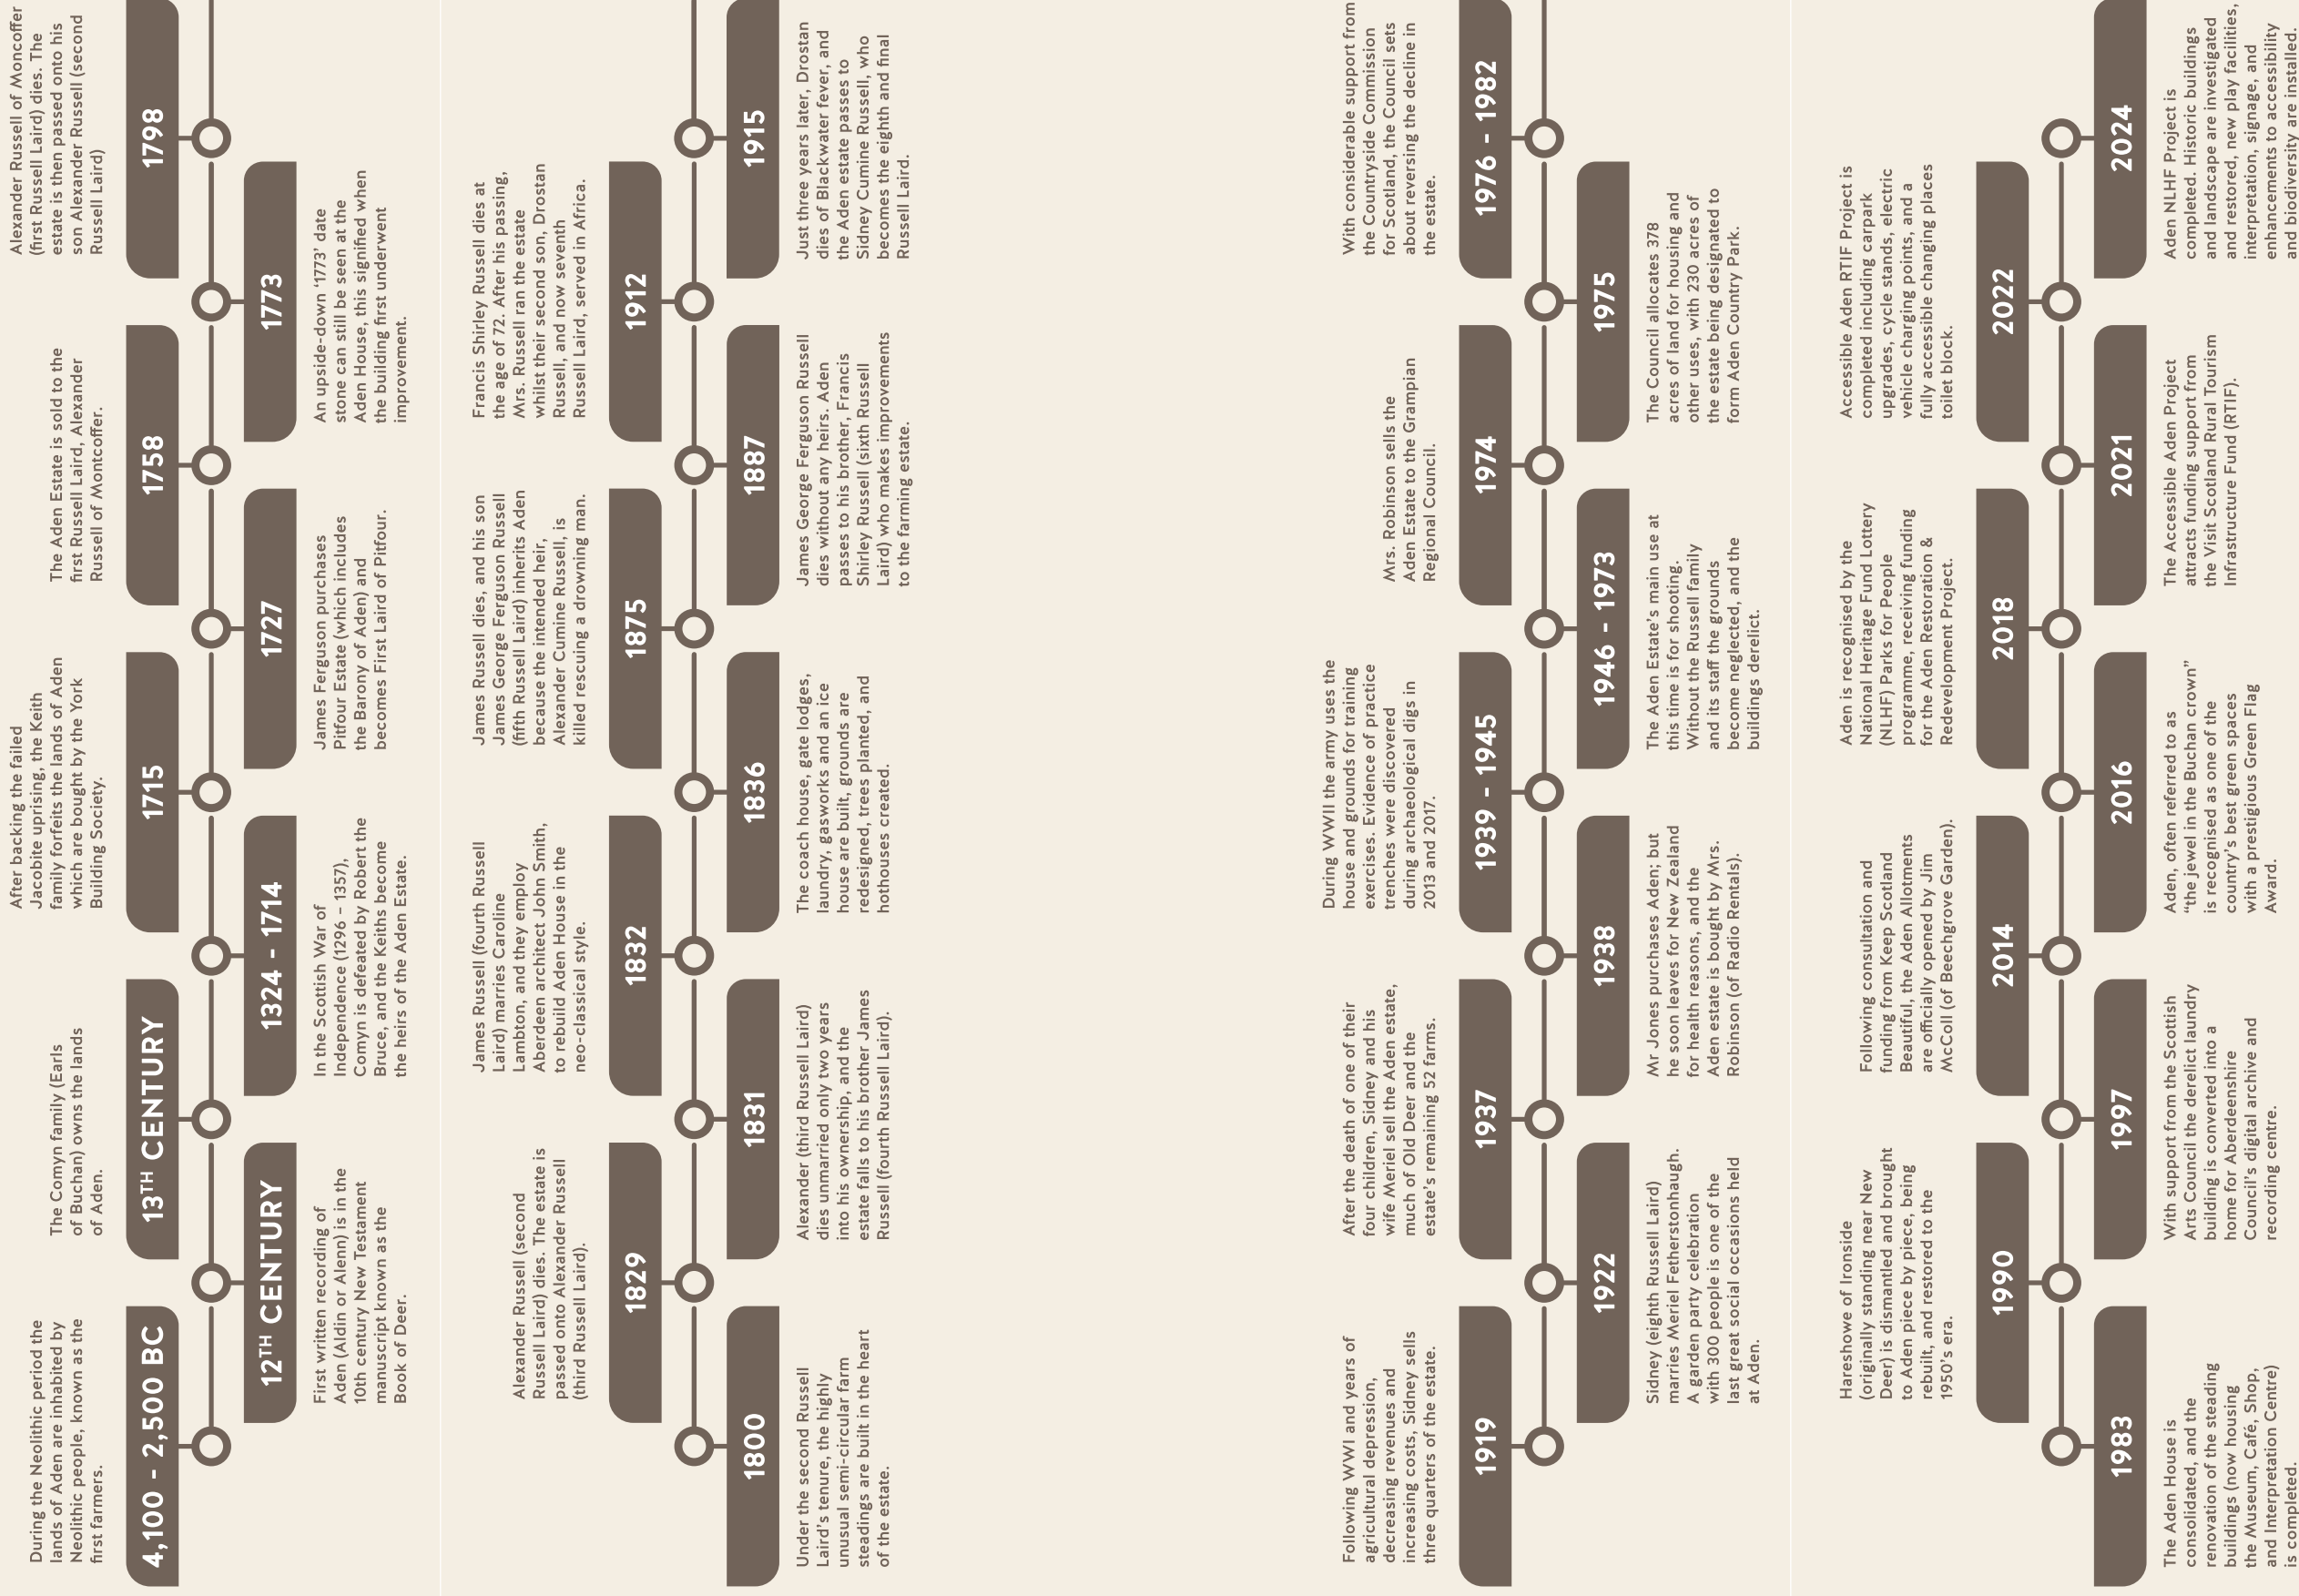 4,100 - 2,500 BC
During the Neolitic period the
lands of Aden are inhabited by
Neolithic people, known as the
first farmers.
12TH CENTURY
First written recording of
Aden (Aldin or Alenn) is in the
10th century New Testament
manuscript known as the
Book of Deer.
13TH CENTURY
The Comyn family (Earls
of Buchan) owns the lands
of Aden.
1324 - 1714
In the Scottish War of
Independence (1296 – 1357),
Comyn is defeated by Robert the
Bruce, and the Keiths become
the heirs of the Aden Estate.
1715
After backing the failed
Jacobite uprising, the Keith
family forfeits the lands of Aden
which are bought by the York
Building Society.
1727
James Ferguson purchases
Pitfour Estate (which includes
the Barony of Aden) and
becomes First Laird of Pitfour.
1758
The Aden Estate is sold to the
first Russell Laird, Alexander
Russell of Montcoffer.
1773
An upside-down ‘1773’ date
stone can still be seen at the
Aden House, this signified when
the building first underwent
improvement.
1798
Alexander Russell of Moncoffer
(first Russell Laird) dies. The
estate is then passed onto his
son Alexander Russell (second
Russell Laird)
1800
Under the second Russell
Laird’s tenure, the highly
unusual semi-circular farm
steadings are built in the heart
of the estate.
1829
Alexander Russell (second
Russell Laird) dies. The estate is
passed onto Alexander Russell
(third Russell Laird).
1831
Alexander (third Russell Laird)
dies unmarried only two years
into his ownership, and the
estate falls to his brother James
Russell (fourth Russell Laird).
1832
James Russell (fourth Russell
Laird) marries Caroline
Lambton, and they employ
Aberdeen architect John Smith,
to rebuild Aden House in the
neo-classical style.
1836
The coach house, gate lodges,
laundry, gasworks and an ice
house are built, grounds are
redesigned, trees planted, and
hothouses created.
1875
James Russell dies, and his son
James George Ferguson Russell
(fifth Russell Laird) inherits Aden
because the intended heir,
Alexander Cumine Russell, is
killed rescuing a drowning man.
1887
James George Ferguson Russell
dies without any heirs. Aden
passes to his brother, Francis
Shirley Russell (sixth Russell
Laird) who makes improvements
to the farming estate.
1912
Francis Shirley Russell dies at
the age of 72. After his passing,
Mrs. Russell ran the estate
whilst their second son, Drostan
Russell, and now seventh
Russell Laird, served in Africa.
1915
Just three years later, Drostan
dies of Blackwater fever, and
the Aden estate passes to
Sidney Cumine Russell, who
becomes the eighth and final
Russell Laird.
1919
Following WWI and years of
agricultural depression,
decreasing revenues and
increasing costs, Sidney sells
three quarters of the estate.
1922
Sidney (eighth Russell Laird)
marries Meriel Fetherstonhaugh.
A garden party celebration
with 300 people is one of the
last great social occasions held
at Aden.
1937
After the death of one of their
four children, Sidney and his
wife Meriel sell the Aden estate,
much of Old Deer and the
estate’s remaining 52 farms.
1938
Mr Jones purchases Aden; but
he soon leaves for New Zealand
for health reasons, and the
Aden estate is bought by Mrs.
Robinson (of Radio Rentals).
1939 - 1945
During WWII the army uses the
house and grounds for training
exercises. Evidence of practice
trenches were discovered
during archaeological digs in
2013 and 2017.
1946 - 1973
The Aden Estate’s main use at
this time is for shooting.
Without the Russell family
and its staff the grounds
become neglected, and the
buildings derelict.
1974
Mrs. Robinson sells the
Aden Estate to the Grampian
Regional Council.
1975
The Council allocates 378
acres of land for housing and
other uses, with 230 acres of
the estate being designated to
form Aden Country Park.
1976 - 1982
With considerable support from
the Countryside Commission
for Scotland, the Council sets
about reversing the decline in
the estate.
1983
The Aden House is
consolidated, and the
renovation of the steading
buildings (now housing
the Museum, Café, Shop,
and Interpretation Centre)
is completed.
1990
Hareshowe of Ironside
(originally standing near New
Deer) is dismantled and brought
to Aden piece by piece, being
rebuilt, and restored to the
1950’s era.
1997
With support from the Scottish
Arts Council the derelict laundry
building is converted into a
home for Aberdeenshire
Council’s digital archive and
recording centre.
2014
Following consultation and
funding from Keep Scotland
Beautiful, the Aden Allotments
are officially opened by Jim
McColl (of Beechgrove Garden).
2016
Aden, often referred to as
“the jewel in the Buchan crown”
is recognised as one of the
country’s best green spaces
with a prestigious Green Flag
Award.
2018
Aden is recognised by the
National Heritage Fund Lottery
(NLHF) Parks for People
programme, receiving funding
for the Aden Restoration &
Redevelopment Project.
2021
The Accessible Aden Project
attracts funding support from
the Visit Scotland Rural Tourism
Infrastructure Fund (RTIF).
2022
Accessible Aden RTIF Project is
completed including carpark
upgrades, cycle stands, electric
vehicle charging points, and a
fully accessible changing places
toilet block.
2024
Aden NLHF Project is
completed. Historic buildings
and landscape are investigated
and restored, new play facilities,
interpretation, signage, and
enhancements to accessibility
and biodiversity are installed.